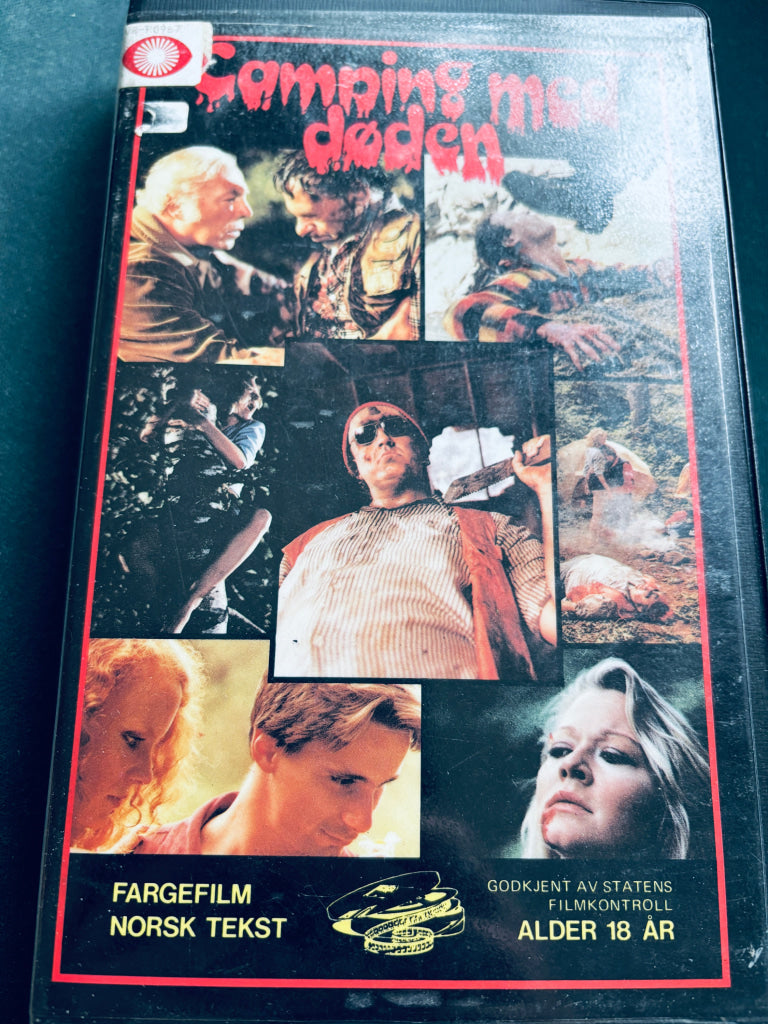 Camping med
døden
FARGEFILM
NORSK TEKST
GODKJENT AV STATENS
FILMKONTROLL
ALDER 18 ÅR